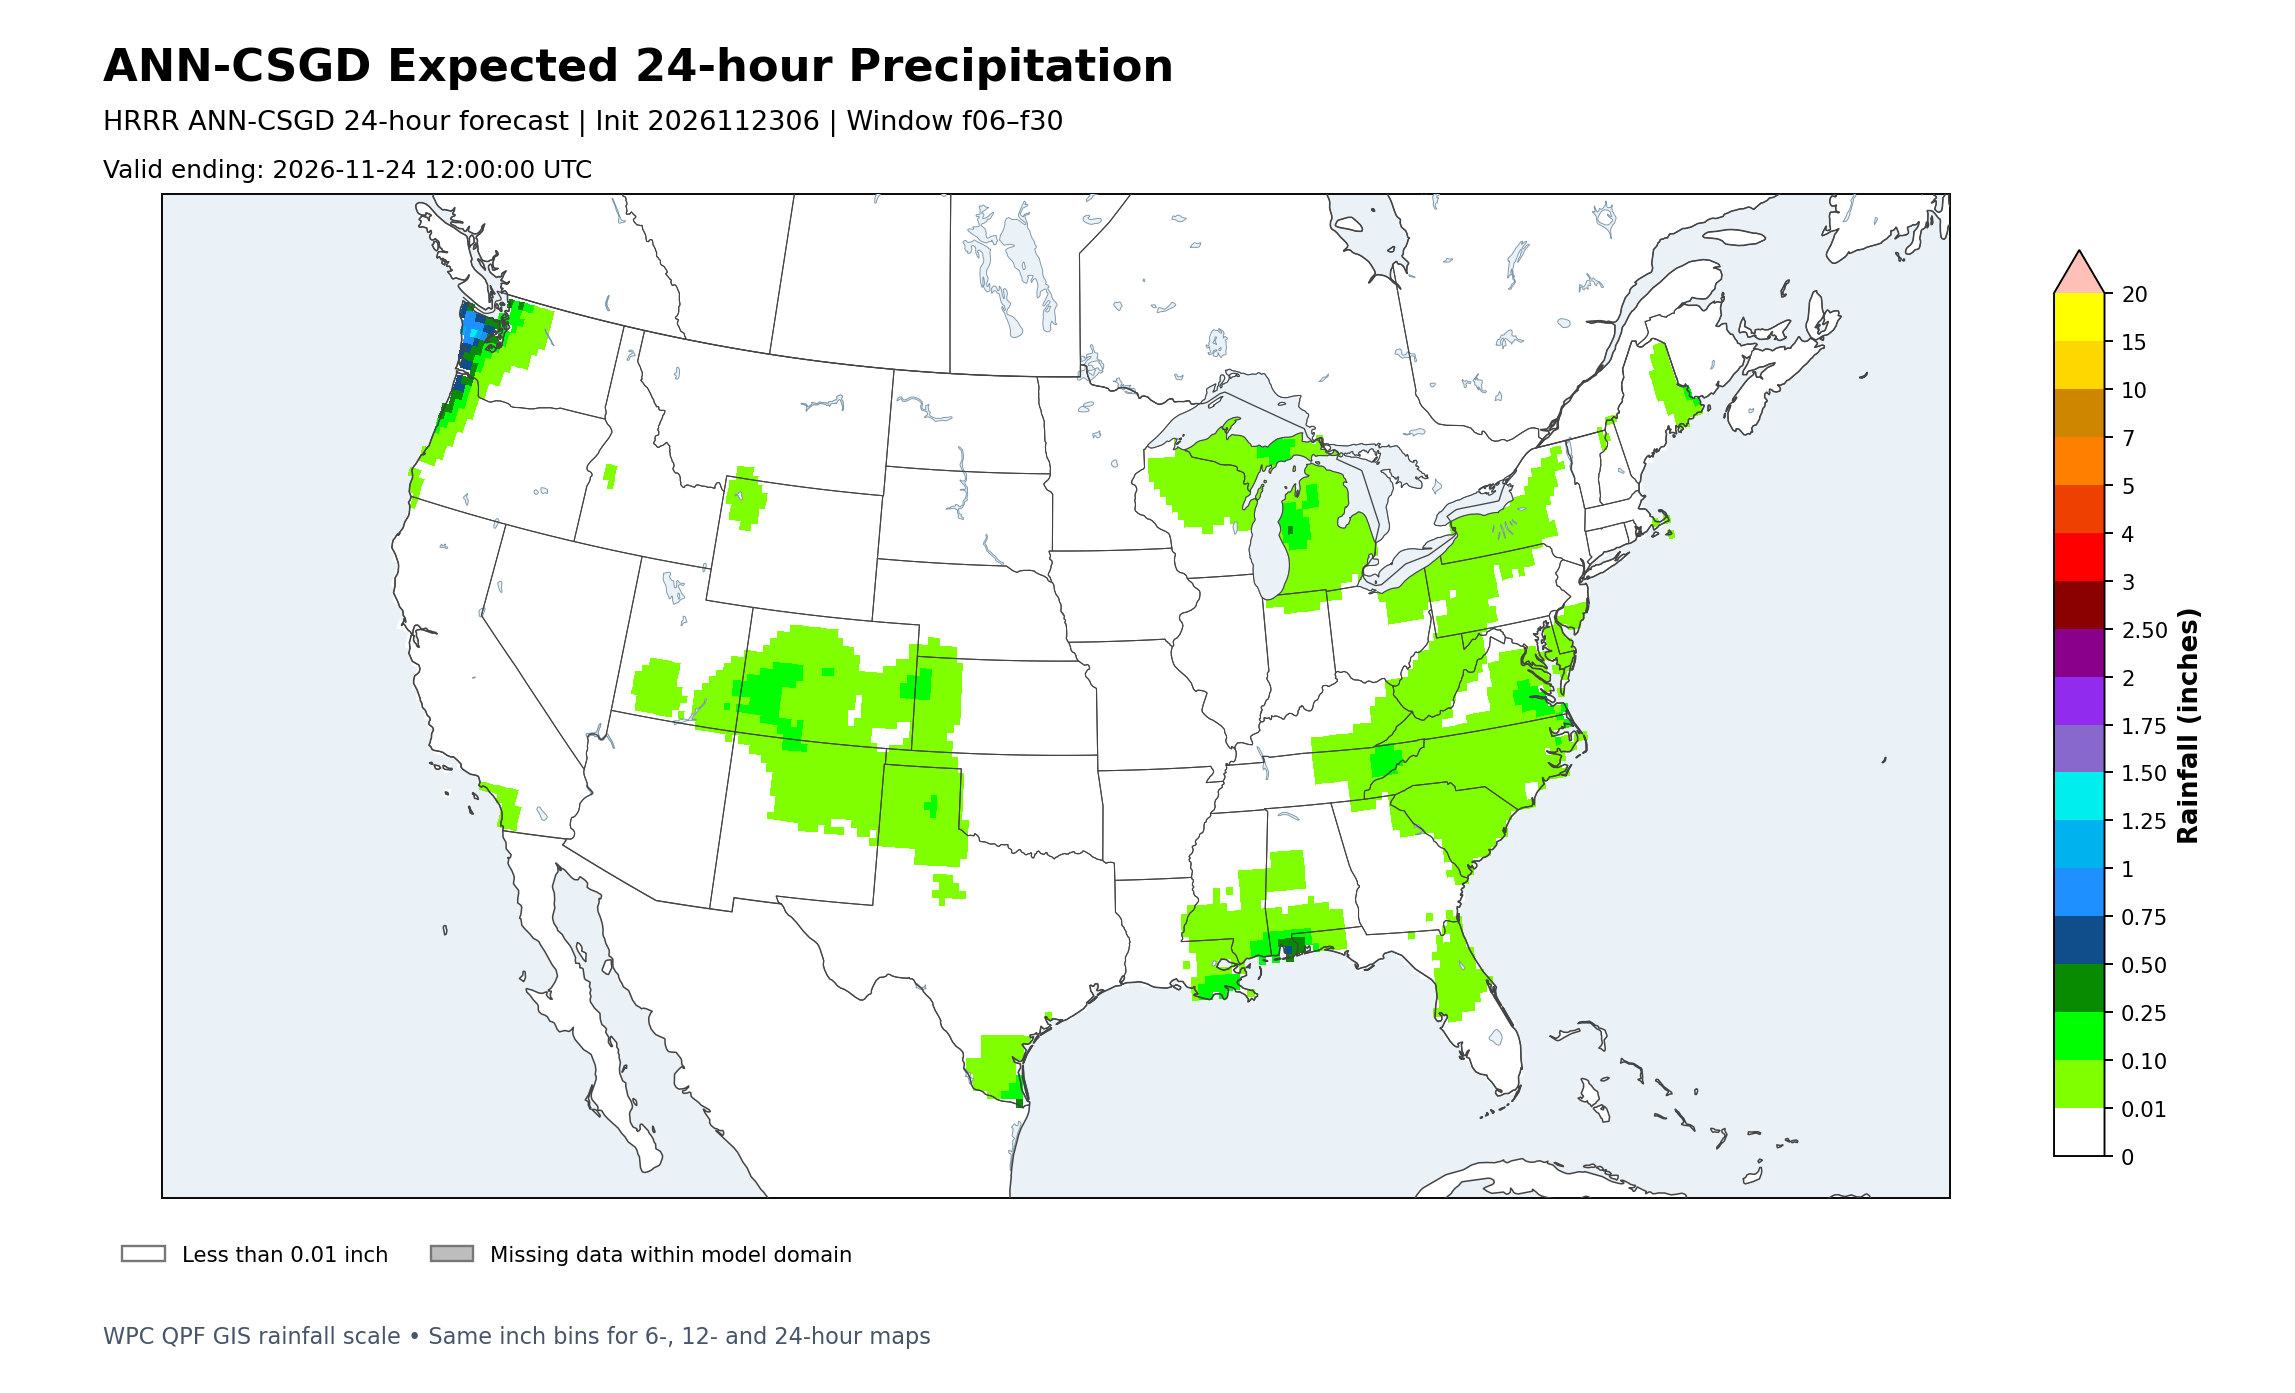 ANN-CSGD Expected 24-hour Precipitation
HRRR ANN-CSGD 24-hour forecast | Init 2026112306 | Window f06–f30
Valid ending: 2026-11-24 12:00:00 UTC
20
15
10
7
5
4
3
2.50
2
1.75
1.50
1.25
1
0.75
0.50
0.25
0.10
0.01
0
Rainfall (inches)
Less than 0.01 inch
Missing data within model domain
WPC QPF GIS rainfall scale • Same inch bins for 6-, 12- and 24-hour maps